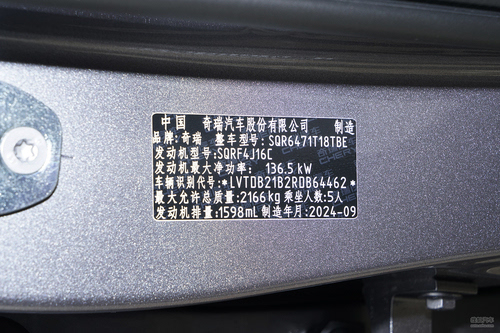 中国 奇瑞汽车股份有限公司 制造
品牌: 奇瑞 整车型号: SQR6471T18TBE
发动机型号: SQRF4J16C
发动机最大净功率: 136.5 kW
车辆识别代号: *LVTDB21B2RDB64462*
最大允许总质量: 2166kg 乘坐人数: 5人
发动机排量: 1598mL 制造年月: 2024-09